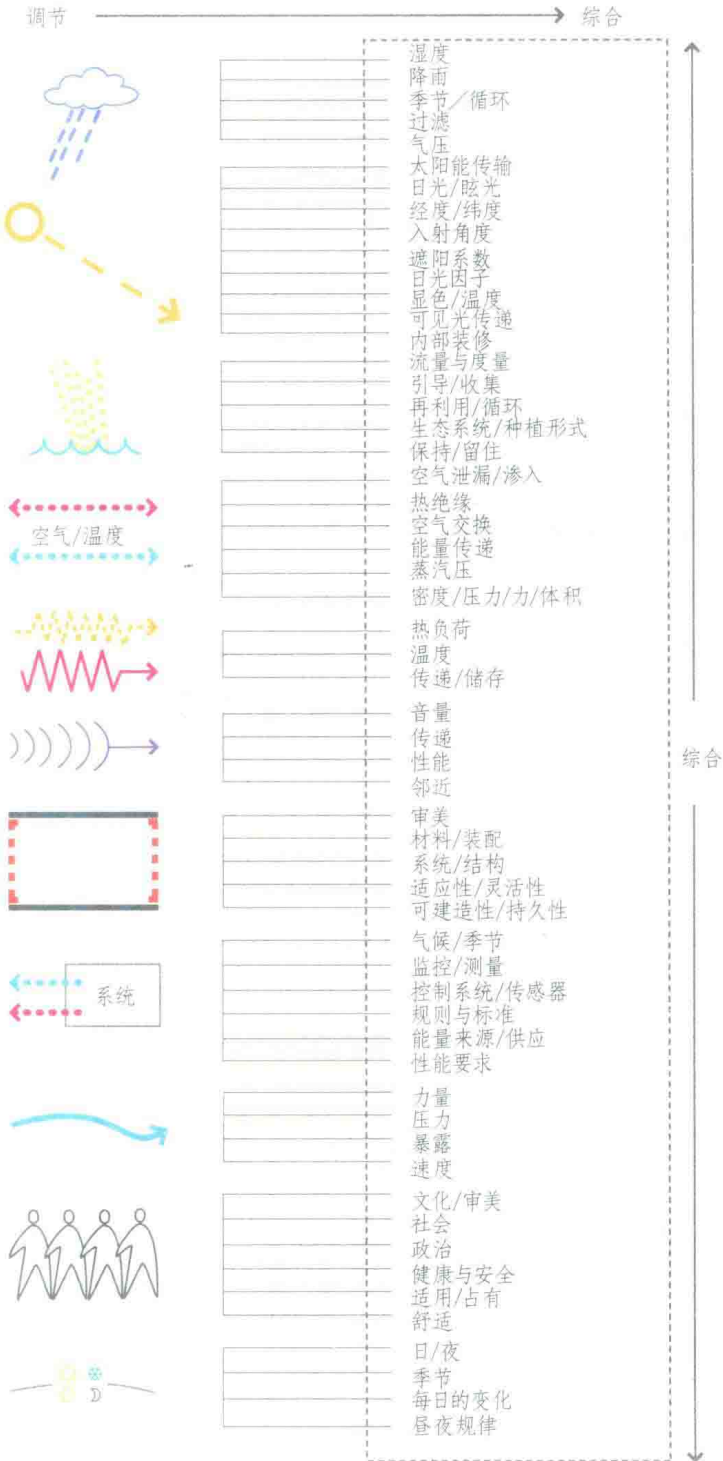 调节 综合
湿度
降雨
季节/循环
过滤
气压
太阳能传输
日光/眩光
经度/纬度
入射角度
遮阳系数
日光因子
显色/温度
可见光传递
内部装修
流量与度量
引导/收集
再利用/循环
生态系统/种植形式
保持/留住
空气泄漏/渗入
热绝缘
空气/温度
空气交换
能量传递
蒸汽压
密度/压力/力/体积
热负荷
温度
传递/储存
音量
传递
性能
邻近
综合
审美
材料/装配
系统/结构
适应性/灵活性
可建造性/持久性
气候/季节
监控/测量
系统
控制系统/传感器
规则与标准
能量来源/供应
性能要求
力量
压力
暴露
速度
文化/审美
社会
政治
健康与安全
适用/占有
舒适
日/夜
季节
每日的变化
昼夜规律